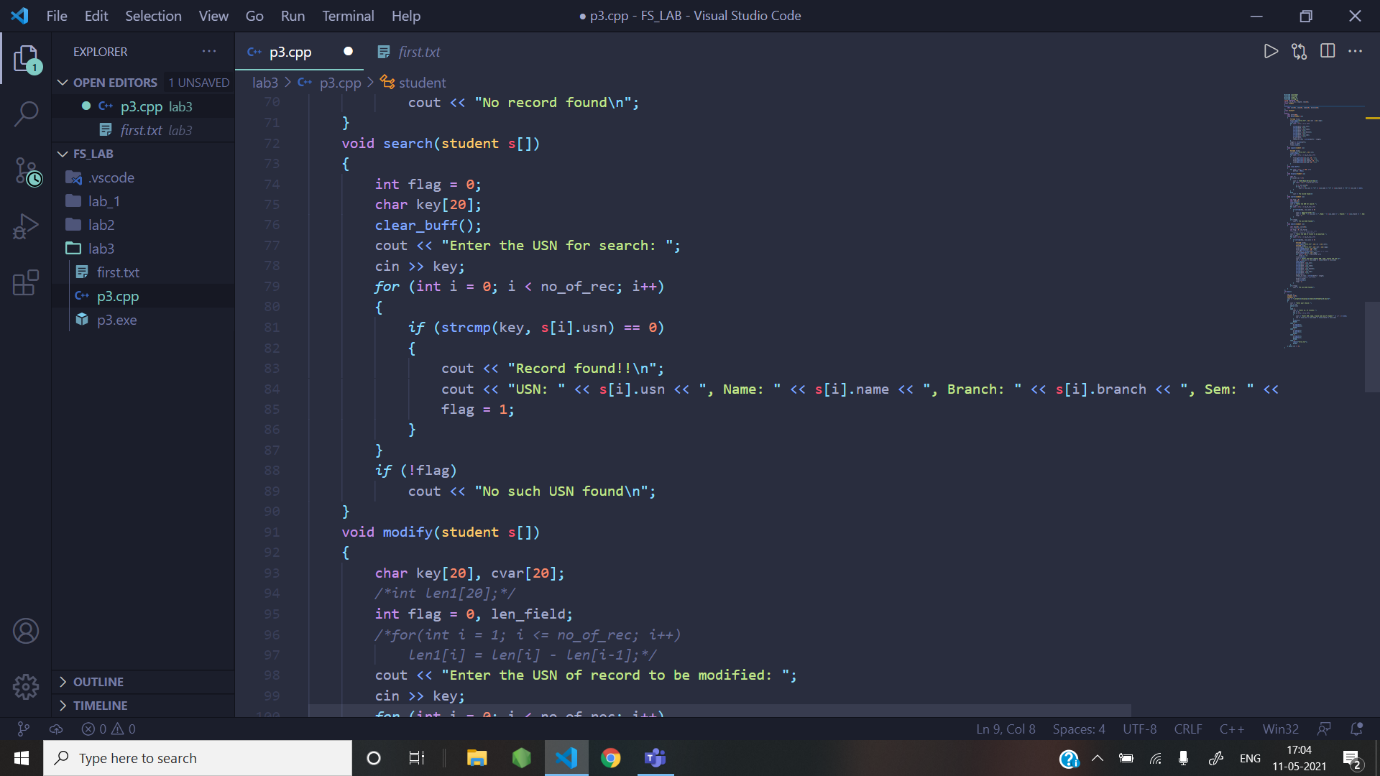 File Edit Selection View Go Run Terminal Help
● p3.cpp - FS_LAB - Visual Studio Code
EXPLORER
OPEN EDITORS 1 UNSAVED
p3.cpp lab3
first.txt lab3
FS_LAB
.vscode
lab_1
lab2
lab3
first.txt
p3.cpp
p3.exe
OUTLINE
TIMELINE
p3.cpp
first.txt
lab3 > p3.cpp > student
70 cout << "No record found\n";
71 }
72 void search(student s[])
73 {
74 int flag = 0;
75 char key[20];
76 clear_buff();
77 cout << "Enter the USN for search: ";
78 cin >> key;
79 for (int i = 0; i < no_of_rec; i++)
80 {
81 if (strcmp(key, s[i].usn) == 0)
82 {
83 cout << "Record found!!\n";
84 cout << "USN: " << s[i].usn << ", Name: " << s[i].name << ", Branch: " << s[i].branch << ", Sem: " <<
85 flag = 1;
86 }
87 }
88 if (!flag)
89 cout << "No such USN found\n";
90 }
91 void modify(student s[])
92 {
93 char key[20], cvar[20];
94 /*int len1[20];*/
95 int flag = 0, len_field;
96 /*for(int i = 1; i <= no_of_rec; i++)
97 len1[i] = len[i] - len[i-1];*/
98 cout << "Enter the USN of record to be modified: ";
99 cin >> key;
100 for (int i = 0; i < no_of_rec; i++)
0 0 Ln 9, Col 8 Spaces: 4 UTF-8 CRLF C++ Win32
Type here to search
ENG
17:04
11-05-2021
2